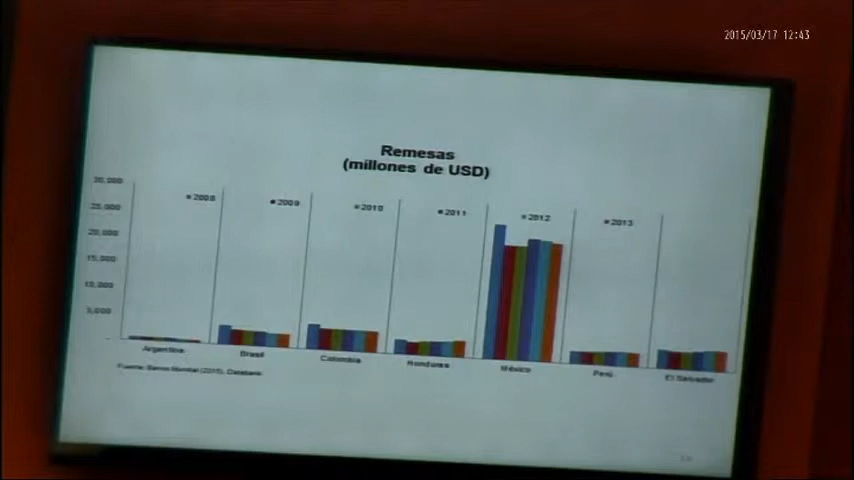 2015/03/17 12:43
Remesas
(millones de USD)
30,000
25,000
20,000
15,000
10,000
5,000
-
2008
2009
2010
2011
2012
2013
Argentina
Brasil
Colombia
Honduras
México
Perú
El Salvador
Fuente: Banco Mundial (2015).